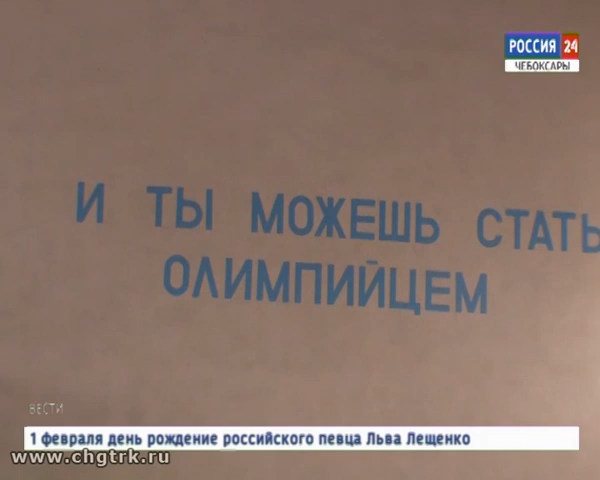 РОССИЯ 24
ЧЕБОКСАРЫ
И ТЫ МОЖЕШЬ СТАТЬ
ОЛИМПИЙЦЕМ
ВЕСТИ
1 февраля день рождение российского певца Льва Лещенко
www.chgtrk.ru